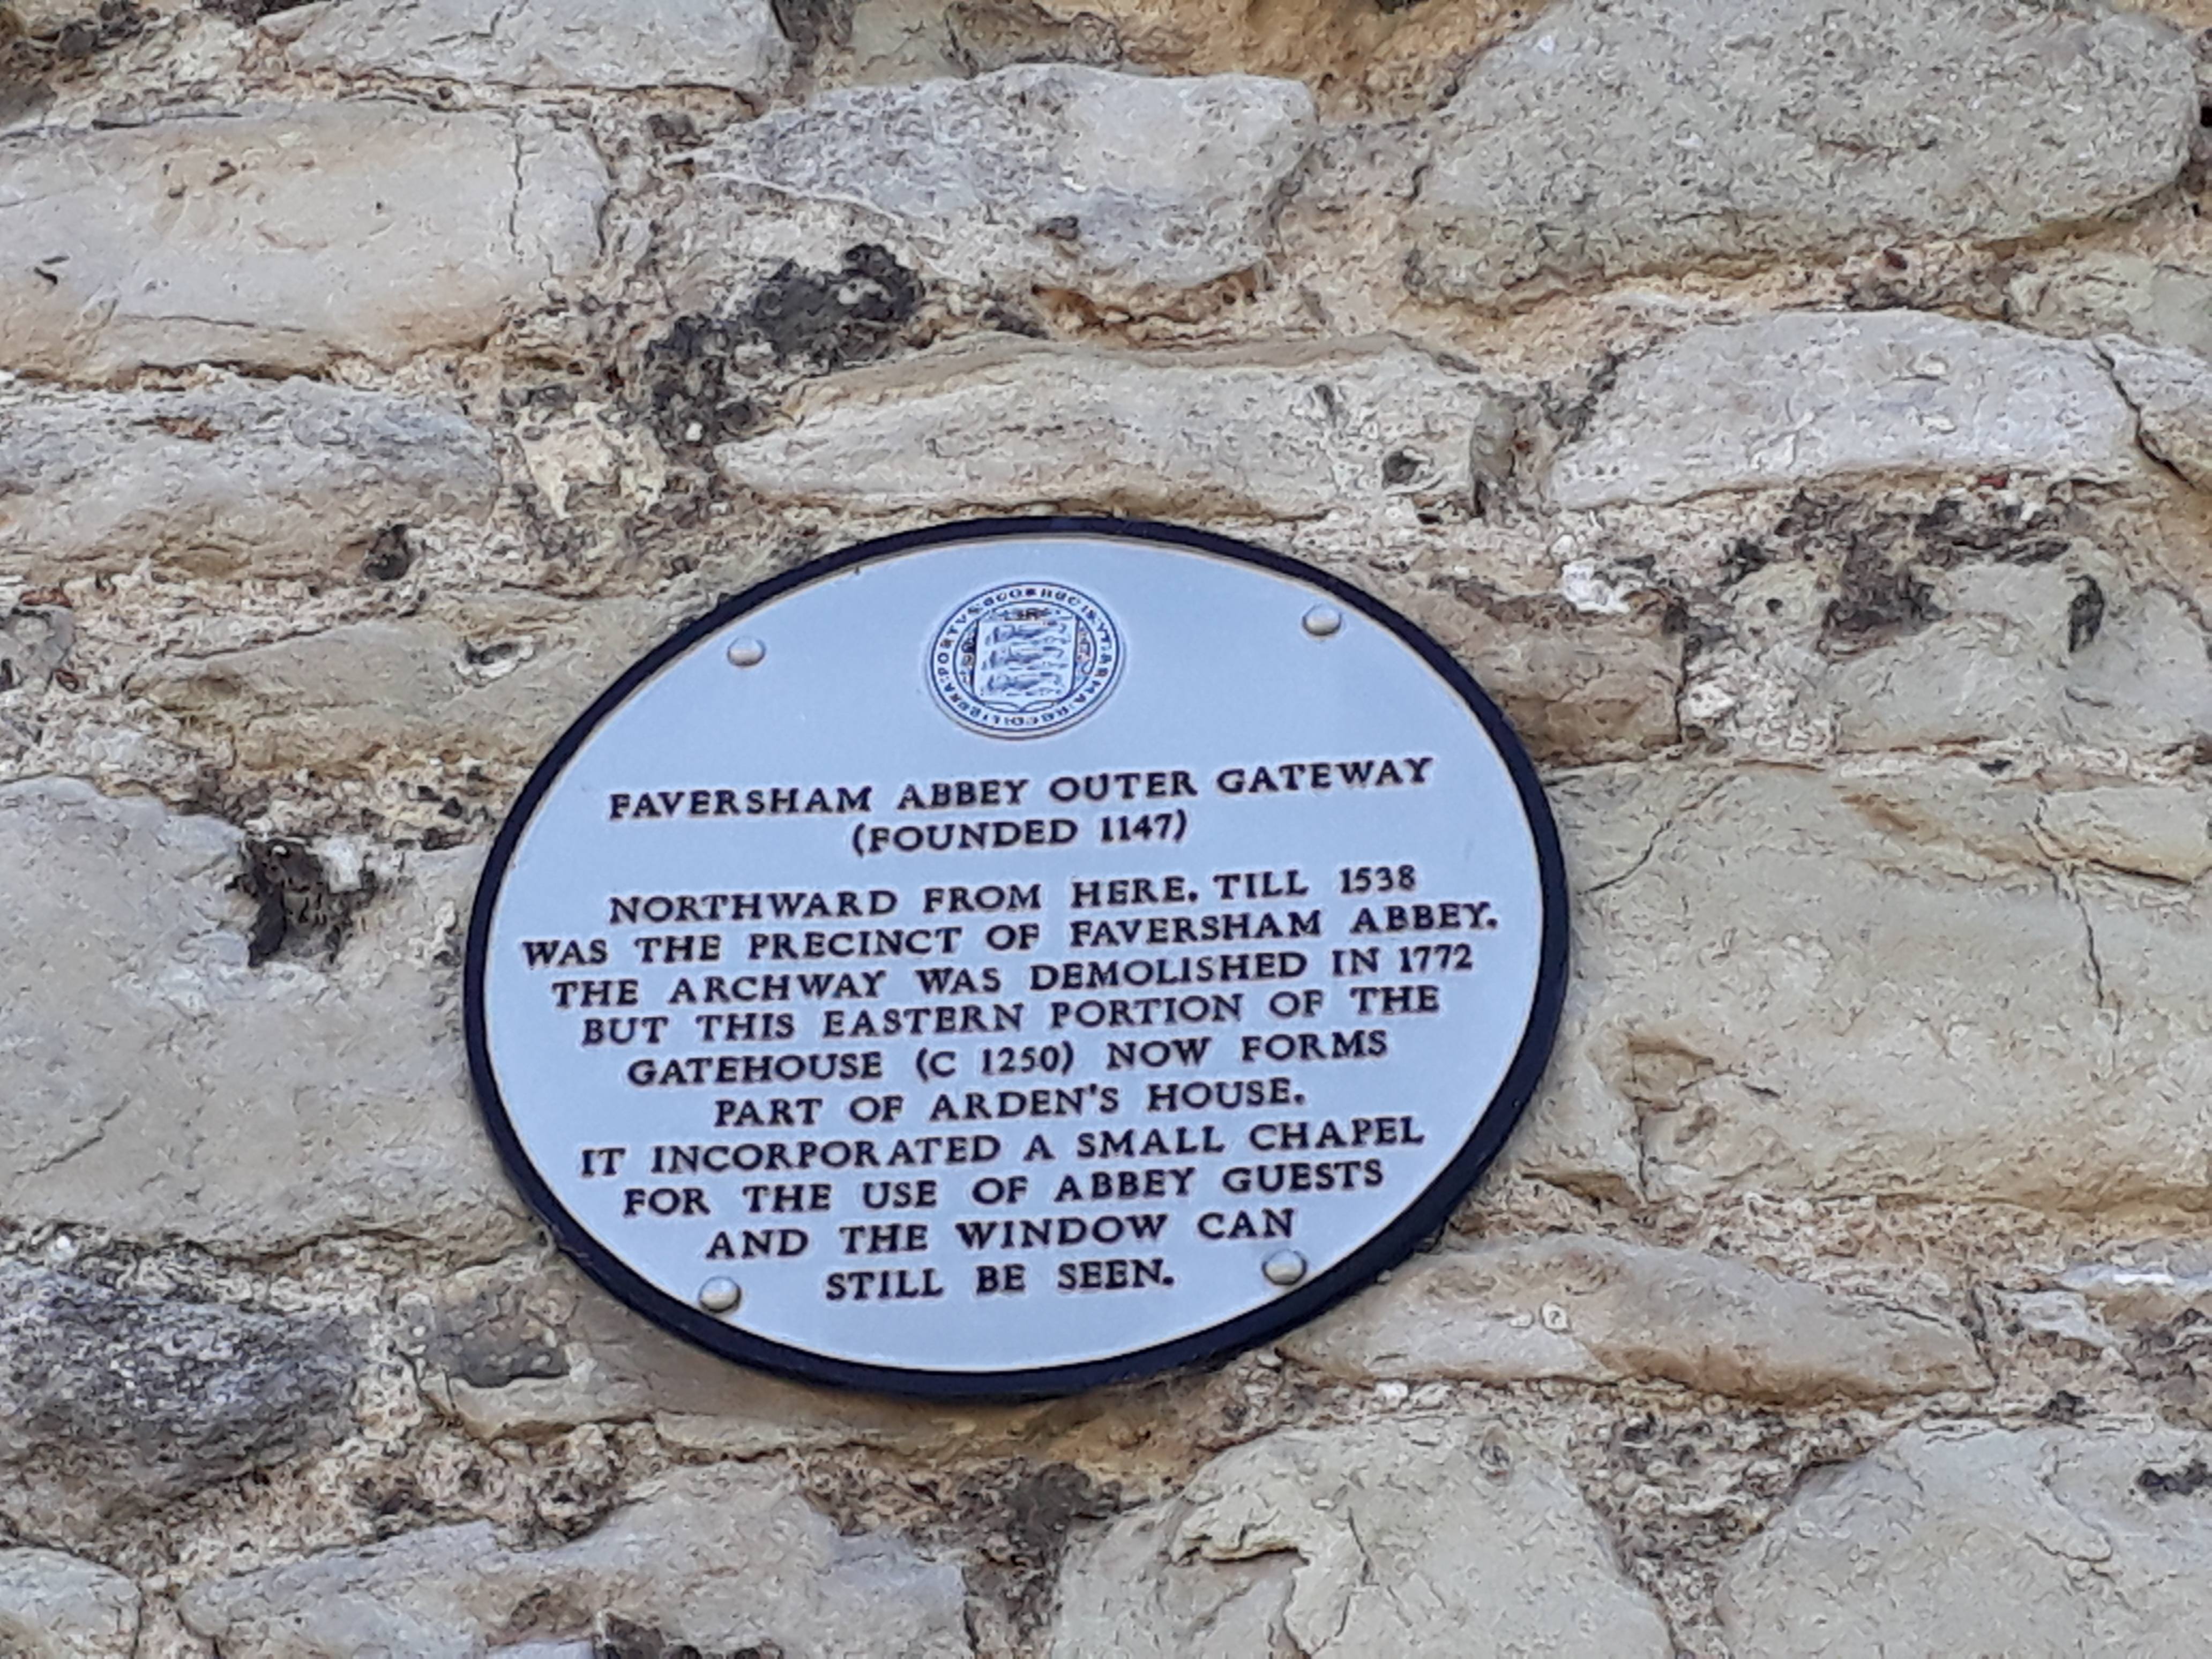 FAVERSHAM ABBEY OUTER GATEWAY
(FOUNDED 1147)
NORTHWARD FROM HERE. TILL 1538
WAS THE PRECINCT OF FAVERSHAM ABBEY.
THE ARCHWAY WAS DEMOLISHED IN 1772
BUT THIS EASTERN PORTION OF THE
GATEHOUSE (C 1250) NOW FORMS
PART OF ARDEN'S HOUSE.
IT INCORPORATED A SMALL CHAPEL
FOR THE USE OF ABBEY GUESTS
AND THE WINDOW CAN
STILL BE SEEN.